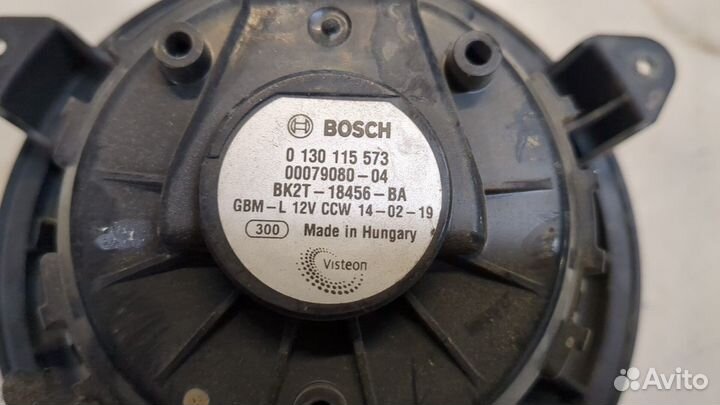 BOSCH
0 130 115 573
00079080-04
BK2T-18456-BA
GBM-L 12V CCW 14-02-19
300 Made in Hungary
Visteon
Avito